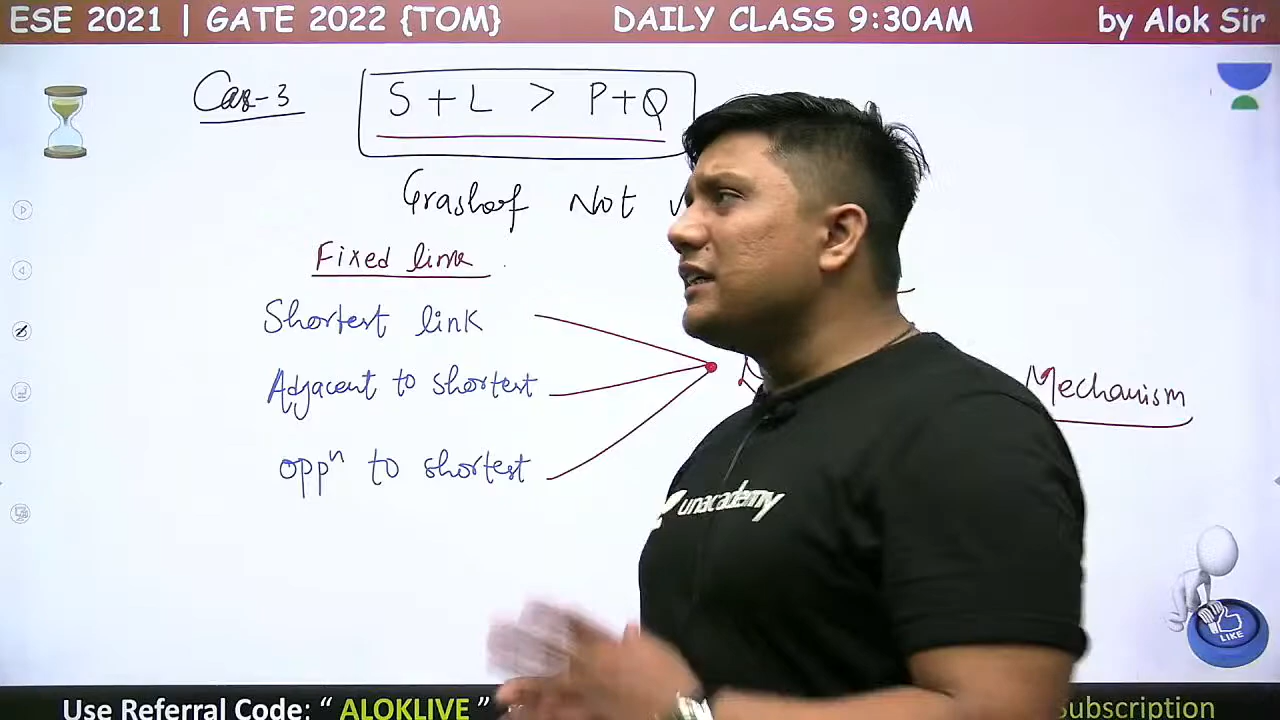 ESE 2021 | GATE 2022 {TOM} DAILY CLASS 9:30AM by Alok Sir
Cas-3 S + L > P+Q
Grashof Not
Fixed link
Shortest link
Adjacent to shortest Mechanism
oppⁿ to shortest
unacademy
LIKE
Use Referral Code: “ ALOKLIVE ” Subscription